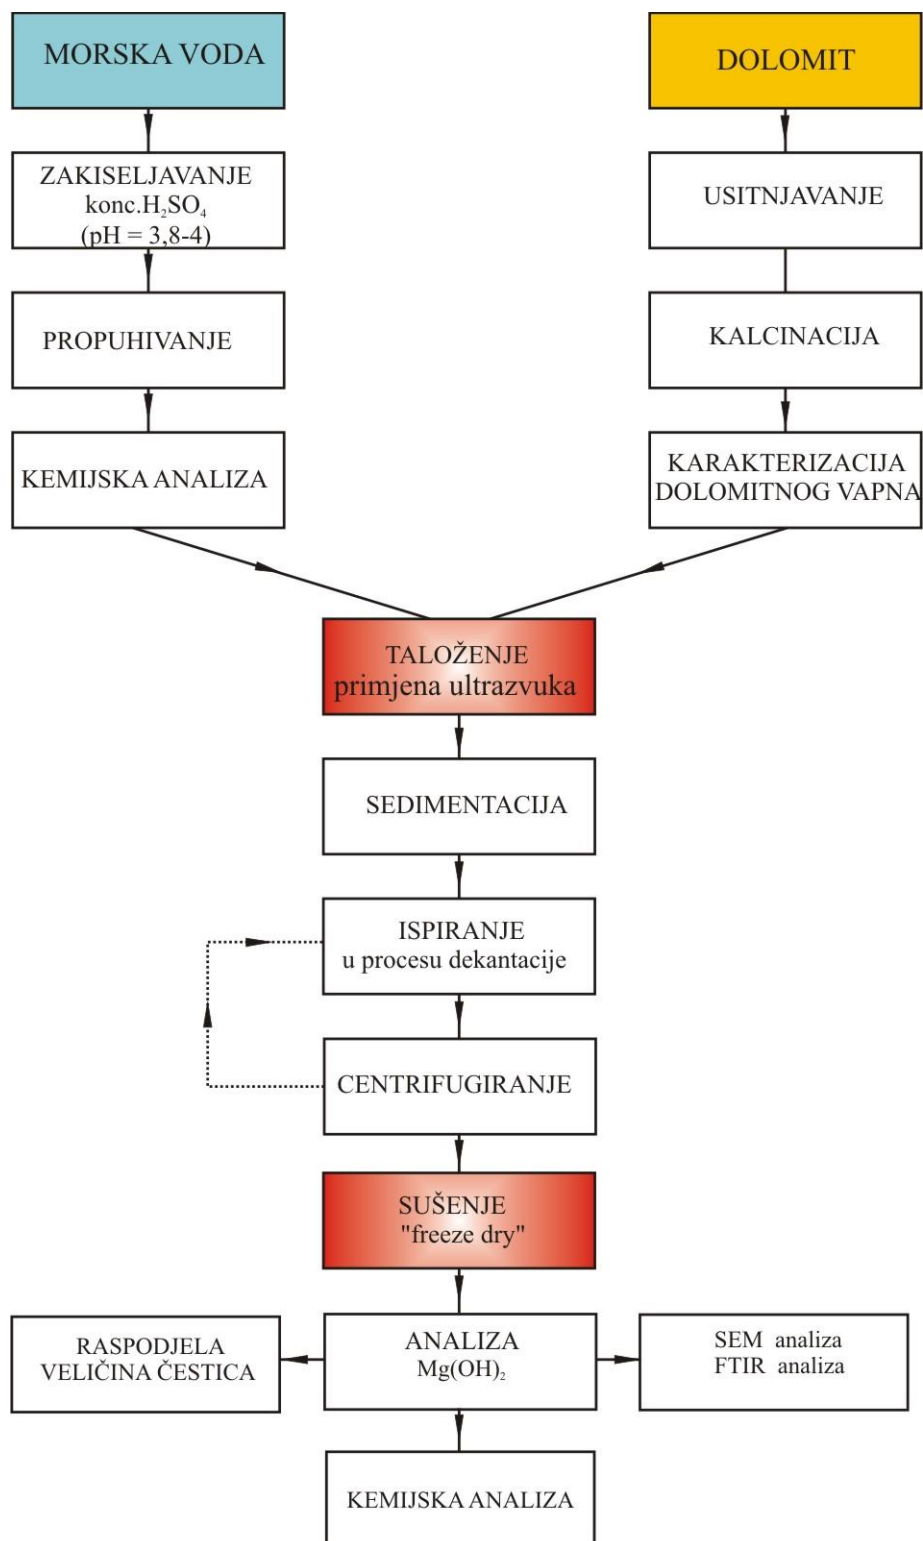 MORSKA VODA
DOLOMIT
ZAKISELJAVANJE
konc.H₂SO₄
(pH = 3,8-4)
USITNJAVANJE
PROPUHIVANJE
KALCINACIJA
KEMIJSKA ANALIZA
KARAKTERIZACIJA
DOLOMITNOG VAPNA
TALOŽENJE
primjena ultrazvuka
SEDIMENTACIJA
ISPIRANJE
u procesu dekantacije
CENTRIFUGIRANJE
SUŠENJE
"freeze dry"
RASPODJELA
VELIČINA ČESTICA
ANALIZA
Mg(OH)₂
SEM analiza
FTIR analiza
KEMIJSKA ANALIZA